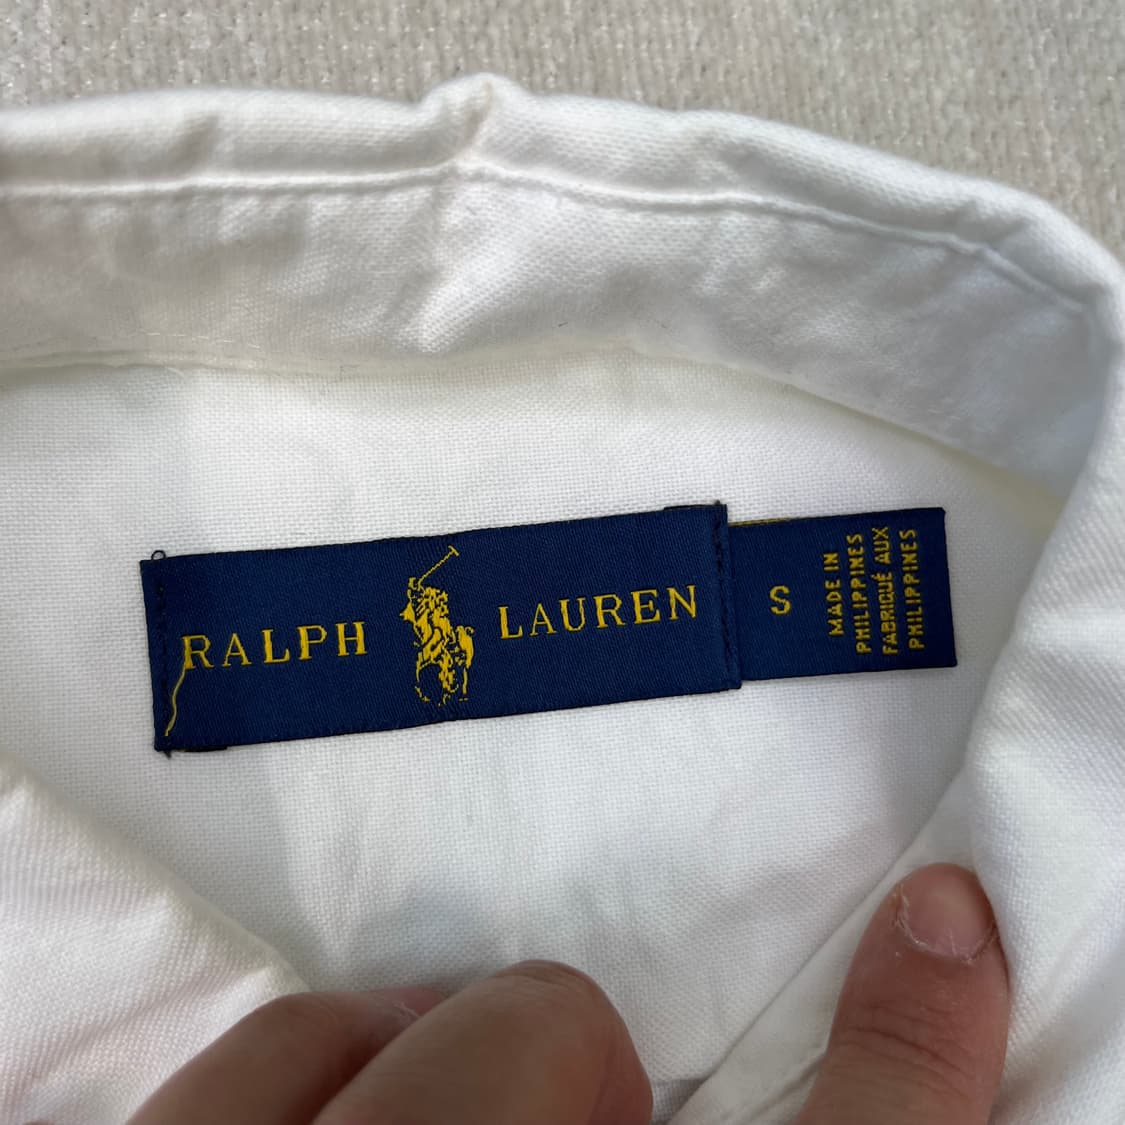 RALPH LAUREN
S
MADE IN
PHILIPPINES
FABRIQUÉ AUX
PHILIPPINES